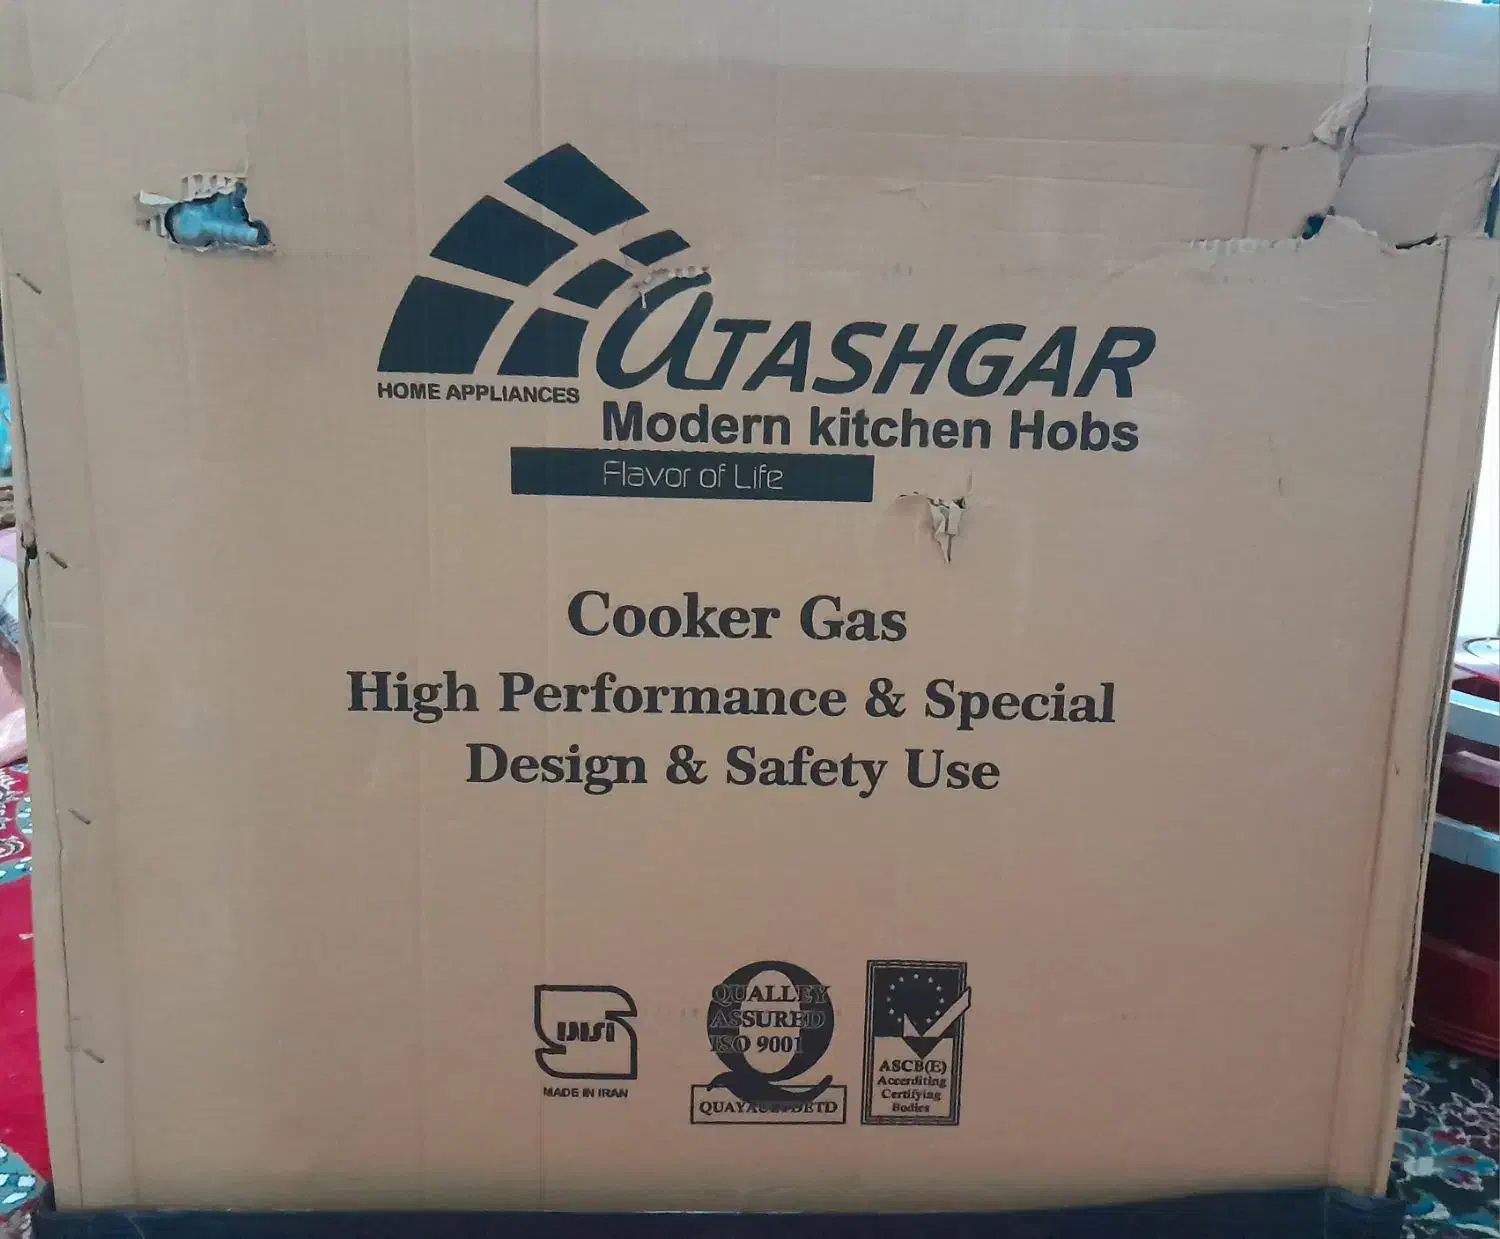 ATASHGAR
HOME APPLIANCES
Modern kitchen Hobs
Flavor of Life
Cooker Gas
High Performance & Special
Design & Safety Use
MADE IN IRAN
QUALLEY
ASSURED
ISO 9001
ASCB(E)
Accerditing
Certifying
Bodies